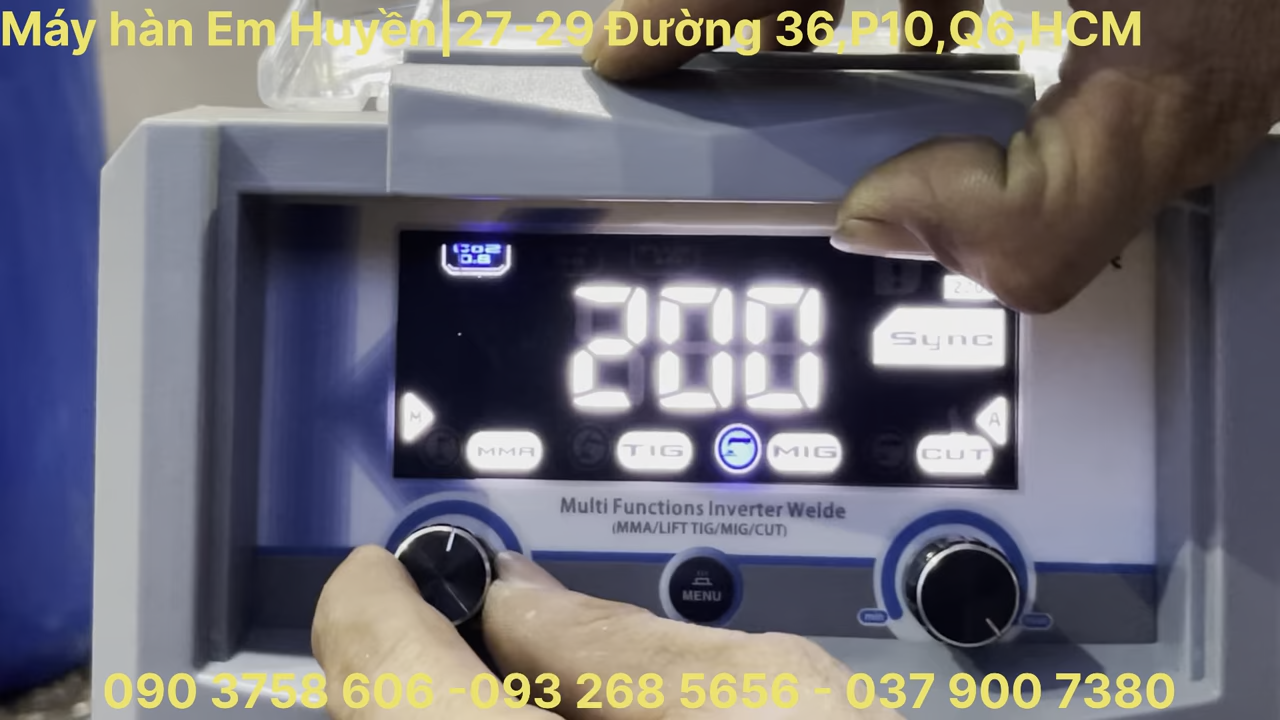 Máy hàn Em Huyền|27-29 Đường 36,P10,Q6,HCM
CO2
0.8
200
Sync
M
A
MMA
TIG
MIG
CUT
Multi Functions Inverter Welde
(MMA/LIFT TIG/MIG/CUT)
MENU
min
090 3758 606 -093 268 5656 - 037 900 7380